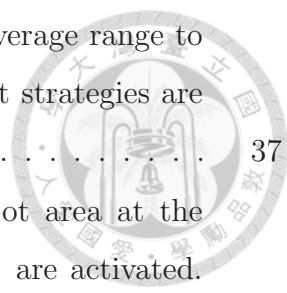 verage range to
t strategies are
. . . . . . . . . . 37
ot area at the
are activated.